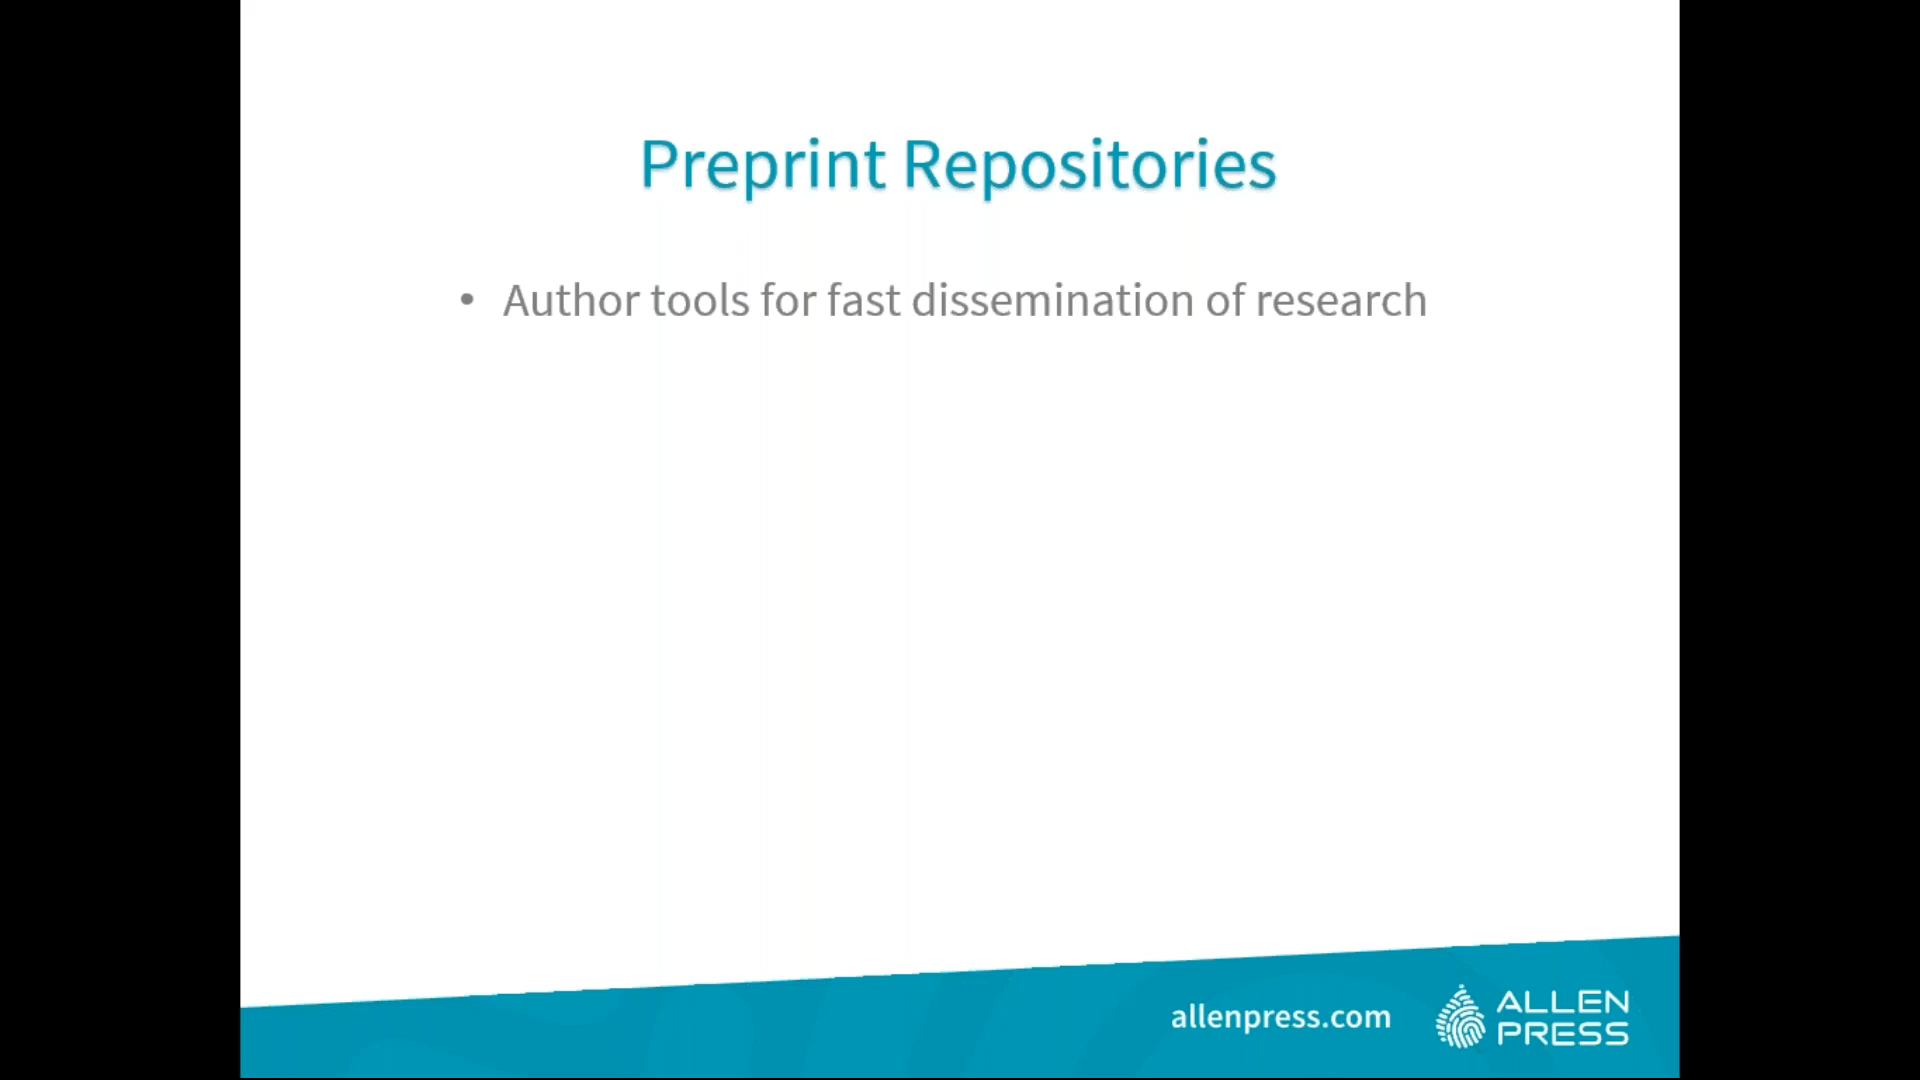 Preprint Repositories
• Author tools for fast dissemination of research
allenpress.com
ALLEN
PRESS